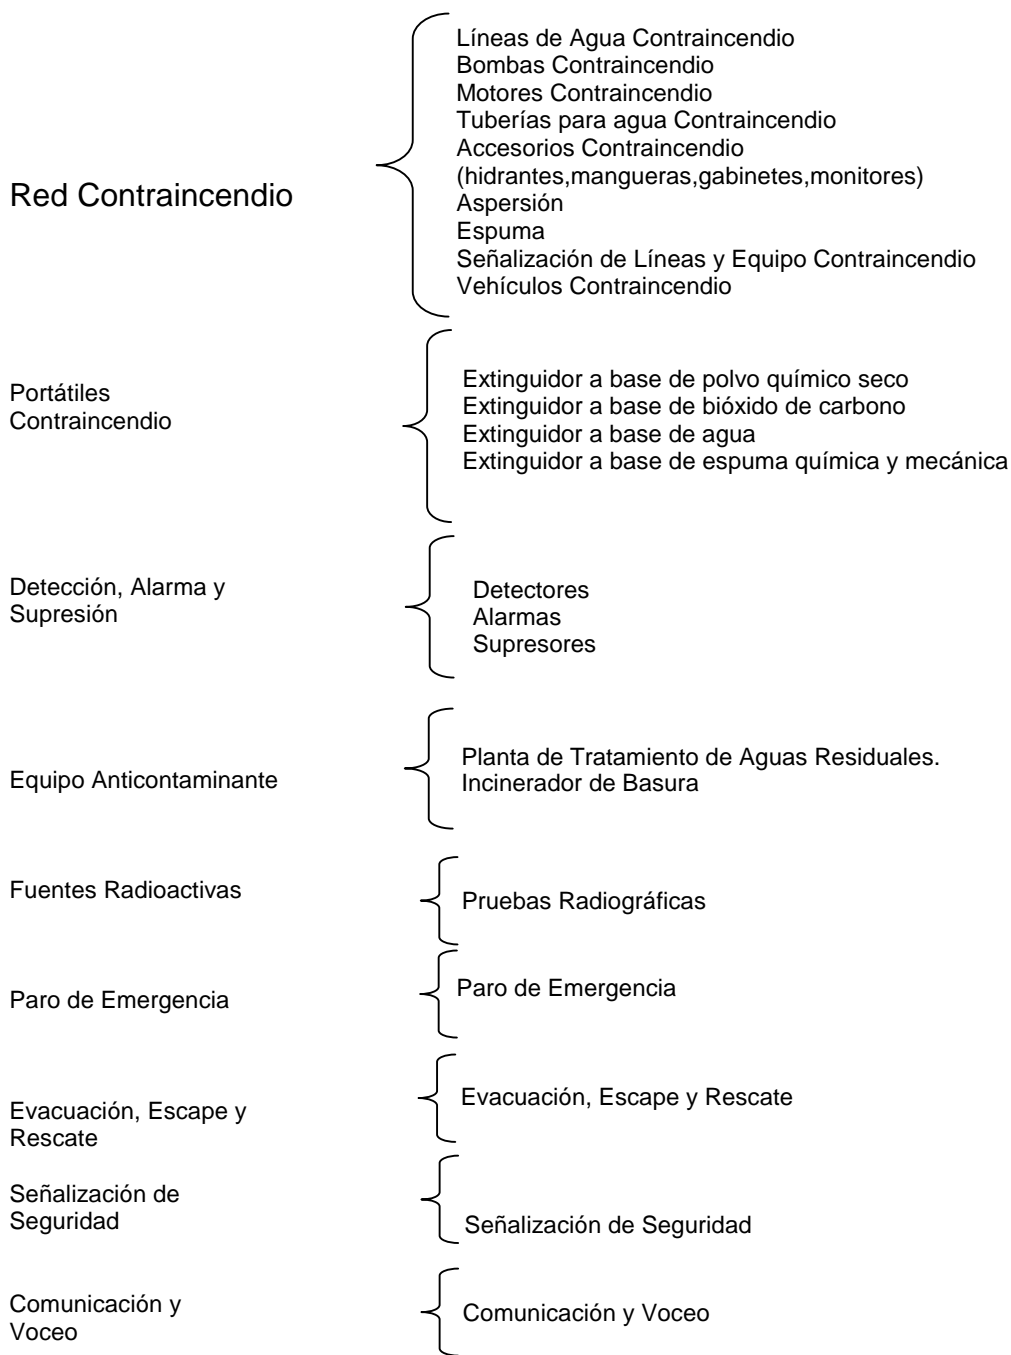 Red Contraincendio
Líneas de Agua Contraincendio
Bombas Contraincendio
Motores Contraincendio
Tuberías para agua Contraincendio
Accesorios Contraincendio
(hidrantes,mangueras,gabinetes,monitores)
Aspersión
Espuma
Señalización de Líneas y Equipo Contraincendio
Vehículos Contraincendio
Portátiles
Contraincendio
Extinguidor a base de polvo químico seco
Extinguidor a base de bióxido de carbono
Extinguidor a base de agua
Extinguidor a base de espuma química y mecánica
Detección, Alarma y
Supresión
Detectores
Alarmas
Supresores
Equipo Anticontaminante
Planta de Tratamiento de Aguas Residuales.
Incinerador de Basura
Fuentes Radioactivas
Pruebas Radiográficas
Paro de Emergencia
Paro de Emergencia
Evacuación, Escape y
Rescate
Evacuación, Escape y Rescate
Señalización de
Seguridad
Señalización de Seguridad
Comunicación y
Voceo
Comunicación y Voceo